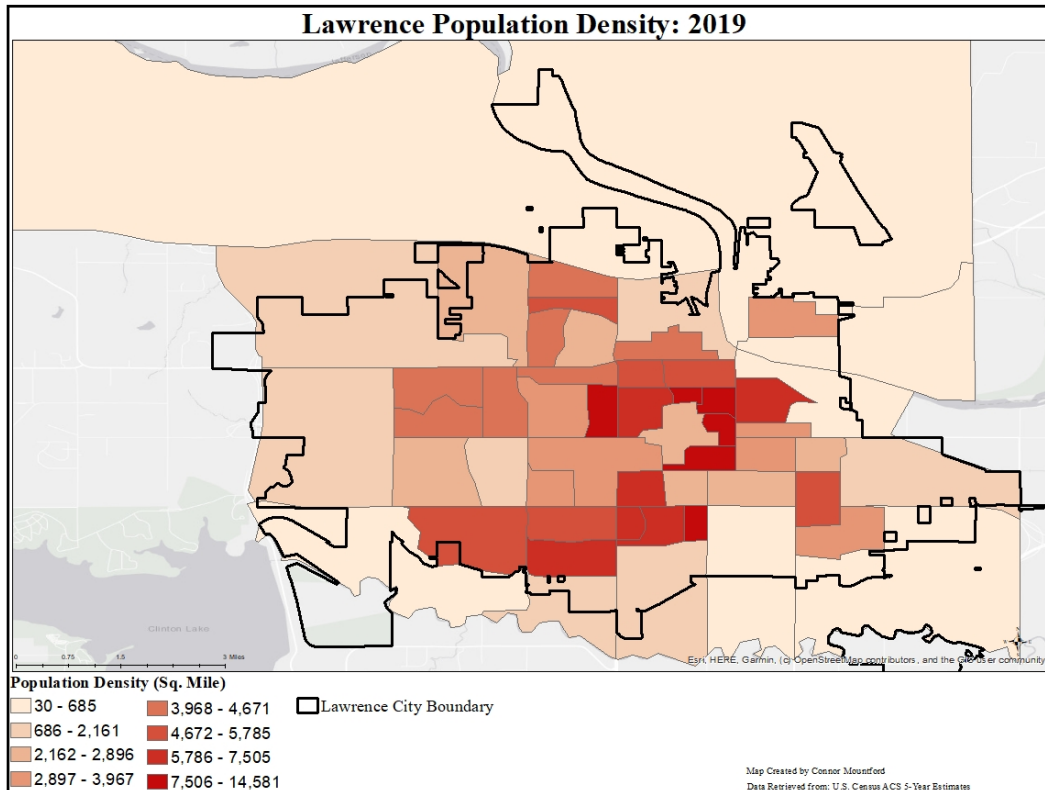 Lawrence Population Density: 2019
Clinton Lake
0 0.75 1.5 3 Miles
Esri, HERE, Garmin, (c) OpenStreetMap contributors, and the GIS user community
Population Density (Sq. Mile)
30 - 685
686 - 2,161
2,162 - 2,896
2,897 - 3,967
3,968 - 4,671
4,672 - 5,785
5,786 - 7,505
7,506 - 14,581
Lawrence City Boundary
Map Created by Connor Mountford
Data Retrieved from: U.S. Census ACS 5-Year Estimates